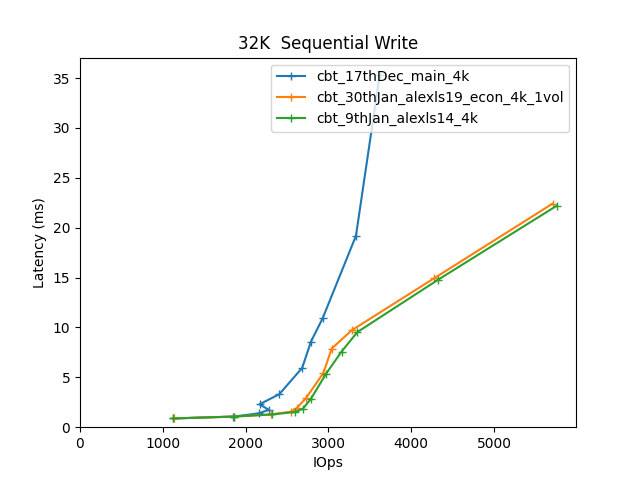 32K  Sequential Write
cbt_17thDec_main_4k
cbt_30thJan_alexls19_econ_4k_1vol
cbt_9thJan_alexls14_4k
Latency (ms)
35
30
25
20
15
10
5
0
0 1000 2000 3000 4000 5000
IOps